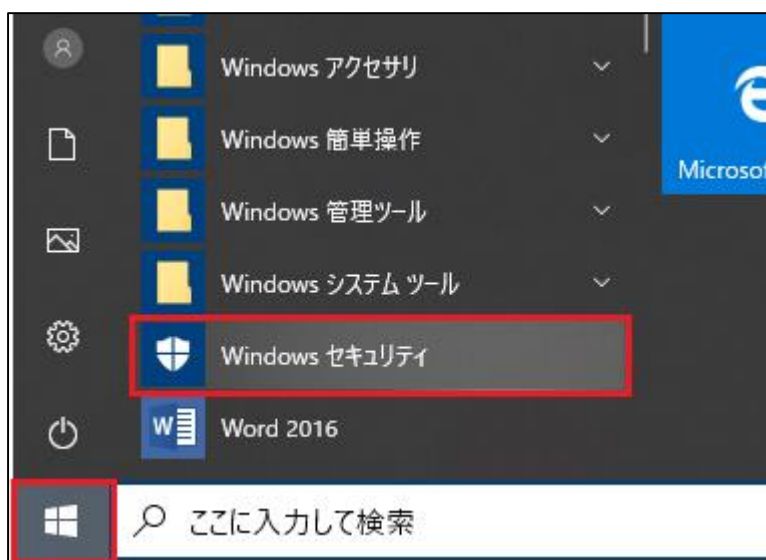 Windows アクセサリ
Windows 簡単操作
Windows 管理ツール
Windows システム ツール
Windows セキュリティ
Word 2016
Microsof
ここに入力して検索